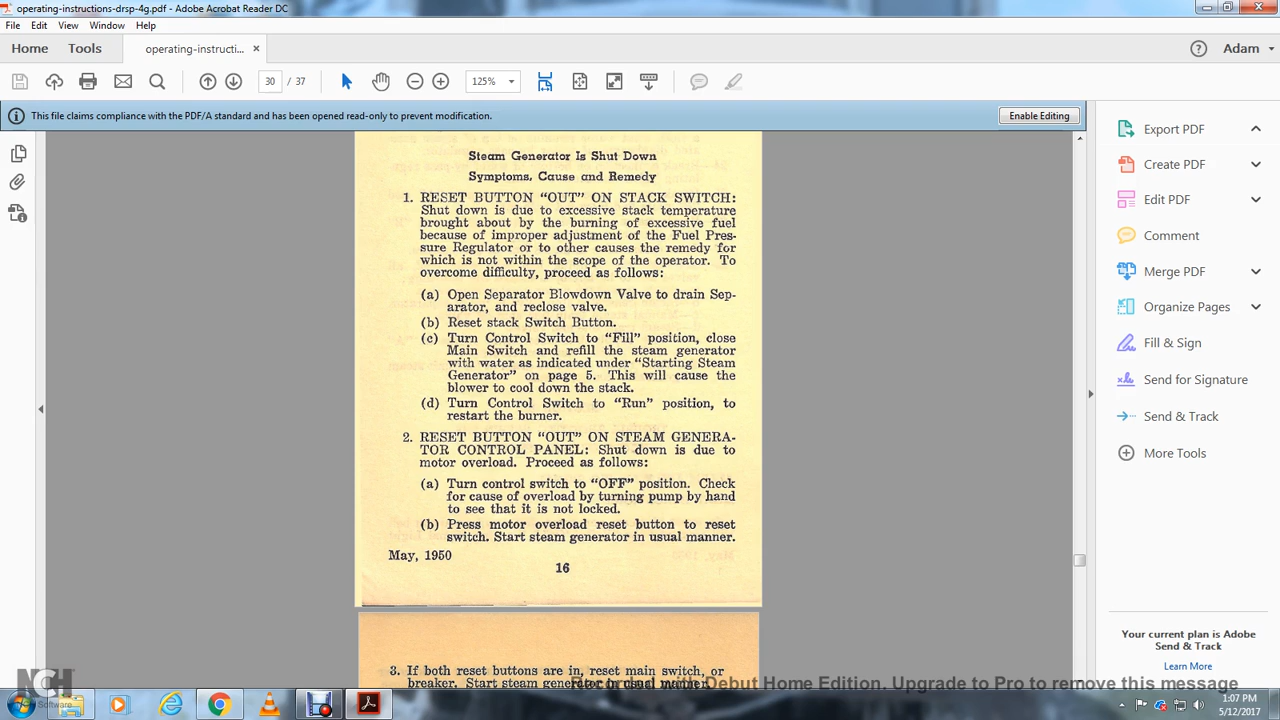 operating-instructions-drsp-4g.pdf - Adobe Acrobat Reader DC
File Edit View Window Help
Home Tools operating-instructi... ×
Adam
30 / 37 125%
This file claims compliance with the PDF/A standard and has been opened read-only to prevent modification.
Enable Editing
Steam Generator Is Shut Down
Symptoms, Cause and Remedy
1. RESET BUTTON “OUT” ON STACK SWITCH:
Shut down is due to excessive stack temperature
brought about by the burning of excessive fuel
because of improper adjustment of the Fuel Pres-
sure Regulator or to other causes the remedy for
which is not within the scope of the operator. To
overcome difficulty, proceed as follows:
(a) Open Separator Blowdown Valve to drain Sep-
arator, and reclose valve.
(b) Reset stack Switch Button.
(c) Turn Control Switch to “Fill” position, close
Main Switch and refill the steam generator
with water as indicated under “Starting Steam
Generator” on page 5. This will cause the
blower to cool down the stack.
(d) Turn Control Switch to “Run” position, to
restart the burner.
2. RESET BUTTON “OUT” ON STEAM GENERA-
TOR CONTROL PANEL: Shut down is due to
motor overload. Proceed as follows:
(a) Turn control switch to “OFF” position. Check
for cause of overload by turning pump by hand
to see that it is not locked.
(b) Press motor overload reset button to reset
switch. Start steam generator in usual manner.
May, 1950
16
3. If both reset buttons are in, reset main switch, or
breaker. Start steam generator in usual manner.
Export PDF
Create PDF
Edit PDF
Comment
Merge PDF
Organize Pages
Fill & Sign
Send for Signature
Send & Track
More Tools
Your current plan is Adobe
Send & Track
Learn More
NCH
Software
Recorded with Debut Home Edition. Upgrade to Pro to remove this message
1:07 PM
5/12/2017